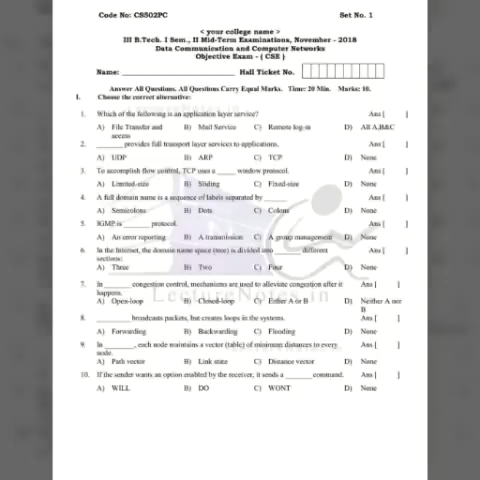 Code No: CS502PC Set No. 1
< your college name >
III B.Tech. I Sem., II Mid-Term Examinations, November - 2018
Data Communication and Computer Networks
Objective Exam - ( CSE )
Name: ____________________ Hall Ticket No.
Answer All Questions. All Questions Carry Equal Marks. Time: 20 Min. Marks: 10.
I. Choose the correct alternative:
1. Which of the following is an application layer service? Ans [ ]
A) File Transfer and access B) Mail Service C) Remote log-in D) All A,B&C
2. _______ provides full transport layer services to applications. Ans [ ]
A) UDP B) ARP C) TCP D) None
3. To accomplish flow control, TCP uses a _____ window protocol. Ans [ ]
A) Limited-size B) Sliding C) Fixed-size D) None
4. A full domain name is a sequence of labels separated by _____ Ans [ ]
A) Semicolons B) Dots C) Colons D) None
5. IGMP is _______ protocol. Ans [ ]
A) An error reporting B) A transmission C) A group management D) None
6. In the Internet, the domain name space (tree) is divided into _______ different Ans [ ]
sections:
A) Three B) Two C) Four D) None
7. In _______ congestion control, mechanisms are used to alleviate congestion after it Ans [ ]
happens.
A) Open-loop B) Closed-loop C) Either A or B D) Neither A nor B
8. ________ broadcasts packets, but creates loops in the systems. Ans [ ]
A) Forwarding B) Backwarding C) Flooding D) None
9. In ________, each node maintains a vector (table) of minimum distances to every Ans [ ]
node.
A) Path vector B) Link state C) Distance vector D) None
10. If the sender wants an option enabled by the receiver, it sends a _______ command. Ans [ ]
A) WILL B) DO C) WONT D) None
LectureNotes.in